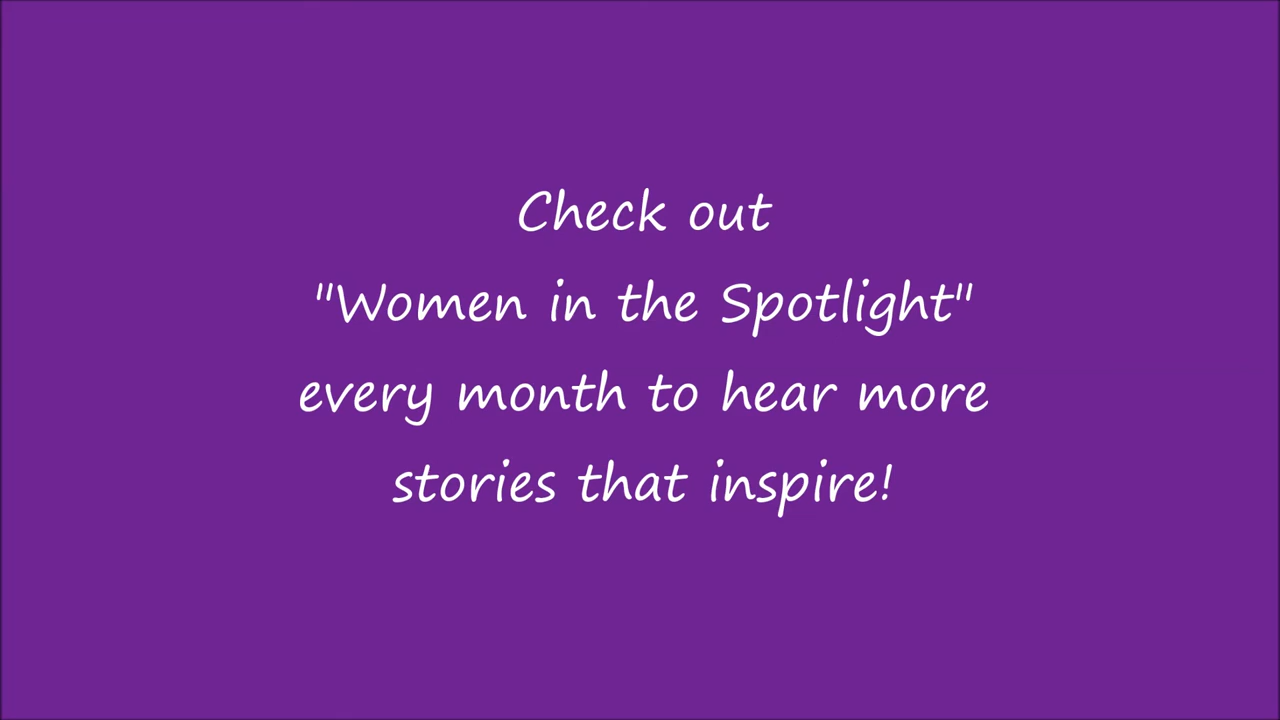 Check out
"Women in the Spotlight"
every month to hear more
stories that inspire!